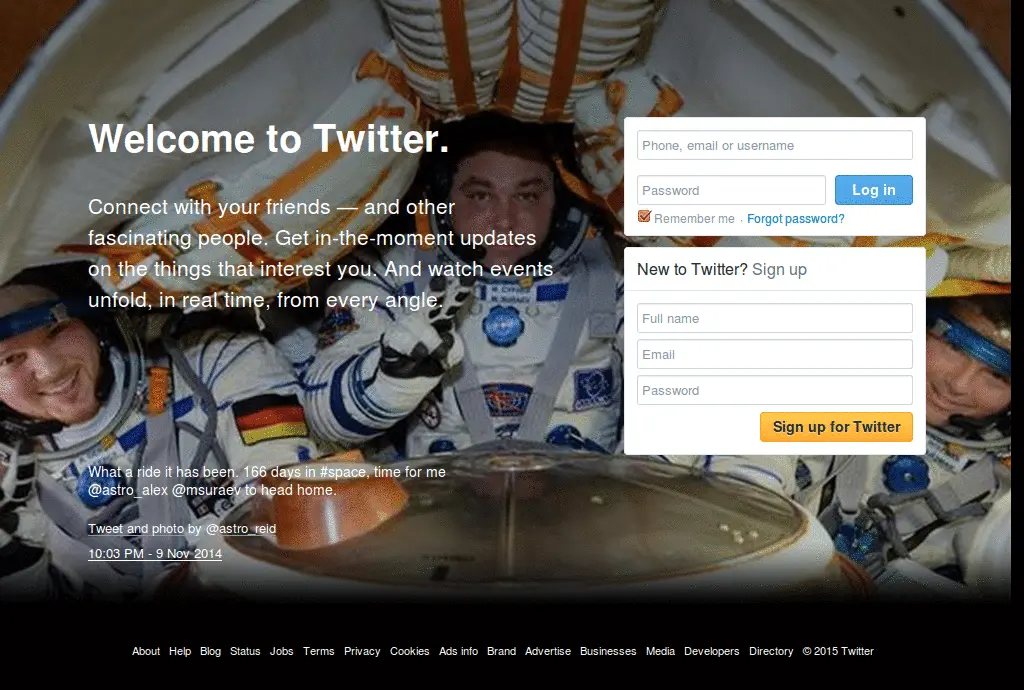 Welcome to Twitter.
Connect with your friends — and other
fascinating people. Get in-the-moment updates
on the things that interest you. And watch events
unfold, in real time, from every angle.
What a ride it has been. 166 days in #space, time for me
@astro_alex @msuraev to head home.
Tweet and photo by @astro_reid
10:03 PM - 9 Nov 2014
Phone, email or username
Password
Log in
Remember me · Forgot password?
New to Twitter? Sign up
Full name
Email
Password
Sign up for Twitter
About Help Blog Status Jobs Terms Privacy Cookies Ads info Brand Advertise Businesses Media Developers Directory © 2015 Twitter